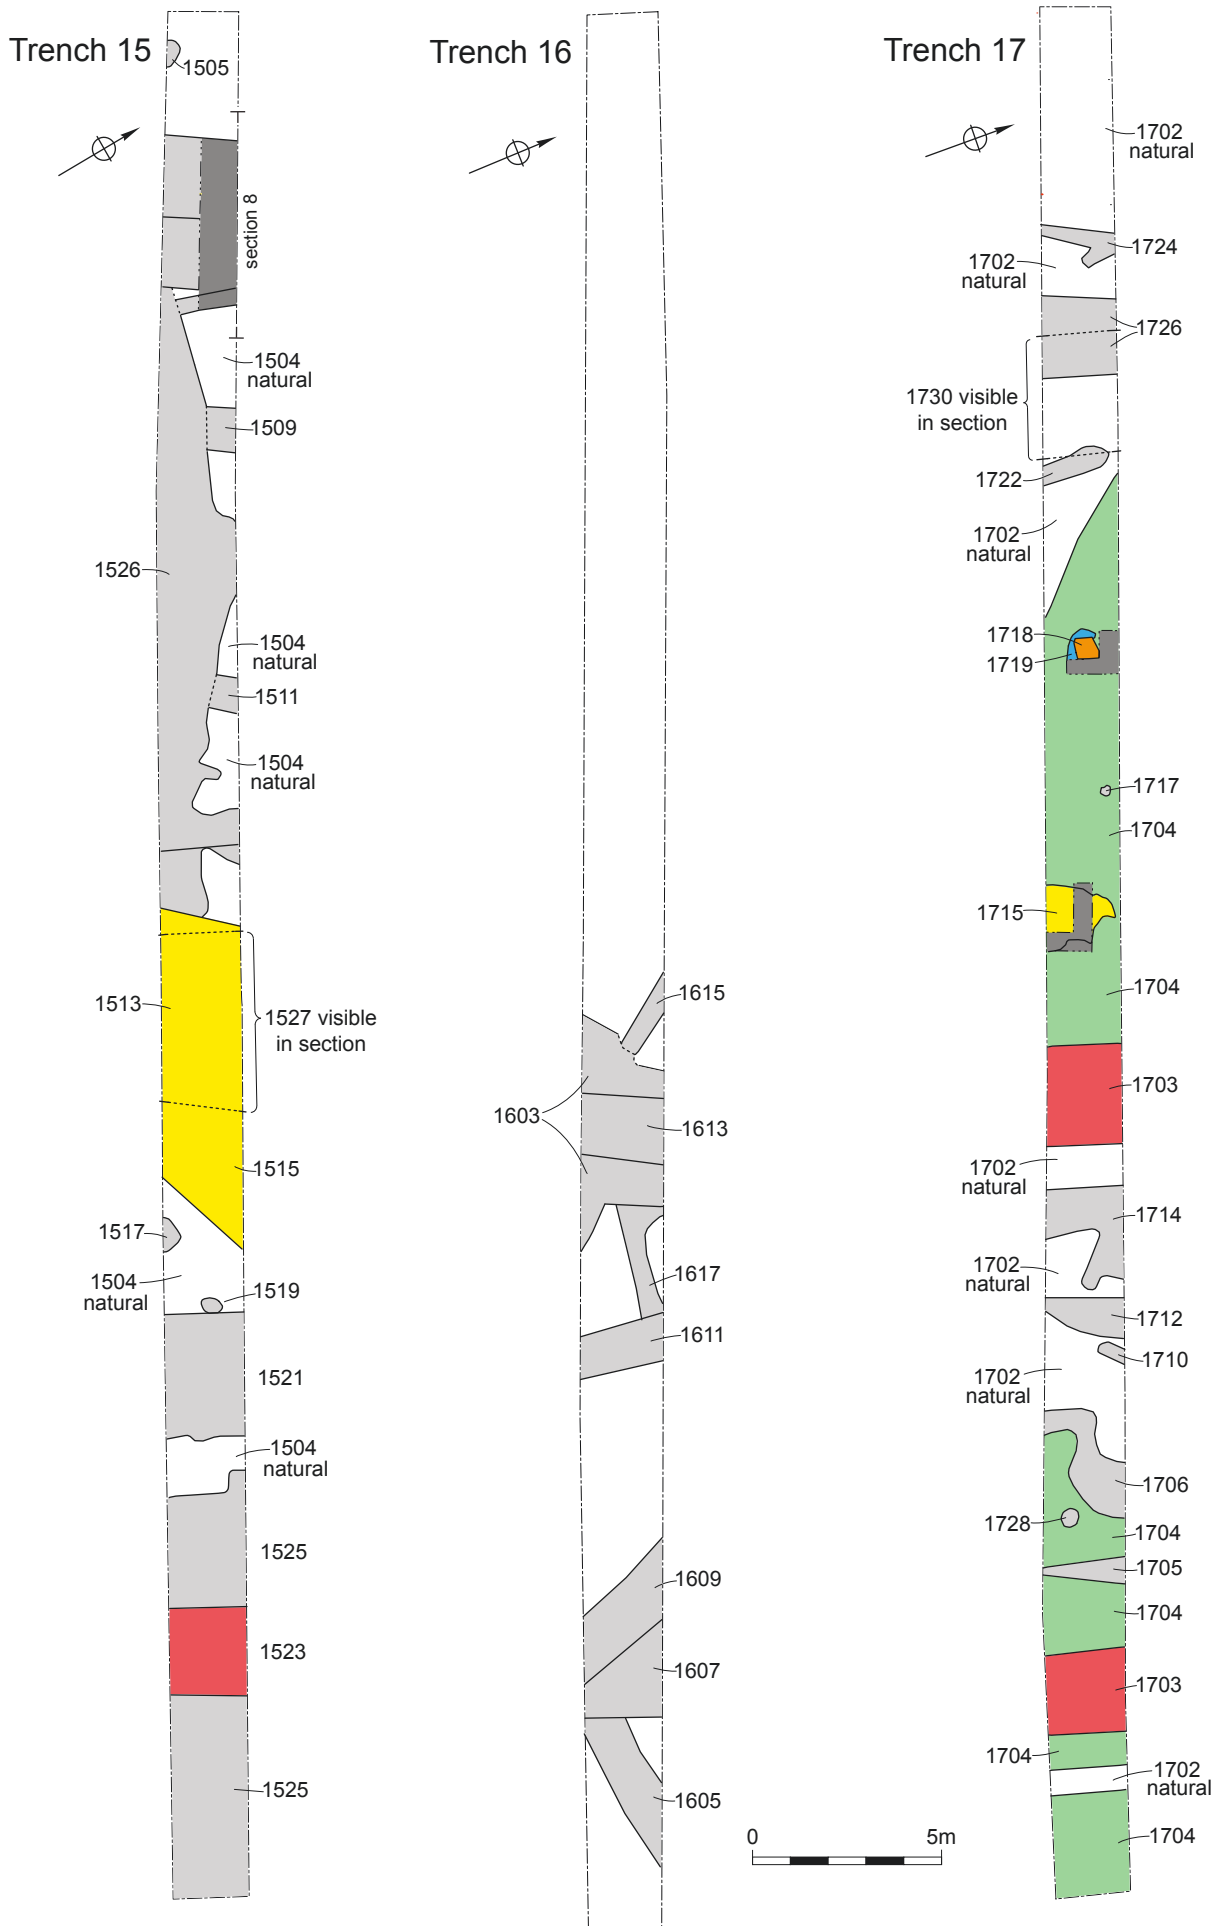 Trench 15
1505
section 8
1504
natural
1509
1526
1504
natural
1511
1504
natural
1513
1527 visible
in section
1515
1517
1504
natural
1519
1521
1504
natural
1525
1523
1525
Trench 16
1615
1603
1613
1617
1611
1609
1607
1605
0
5m
Trench 17
1702
natural
1724
1702
natural
1726
1730 visible
in section
1722
1702
natural
1718
1719
1717
1704
1715
1704
1703
1702
natural
1714
1702
natural
1712
1710
1702
natural
1706
1728
1704
1705
1704
1703
1704
1702
natural
1704